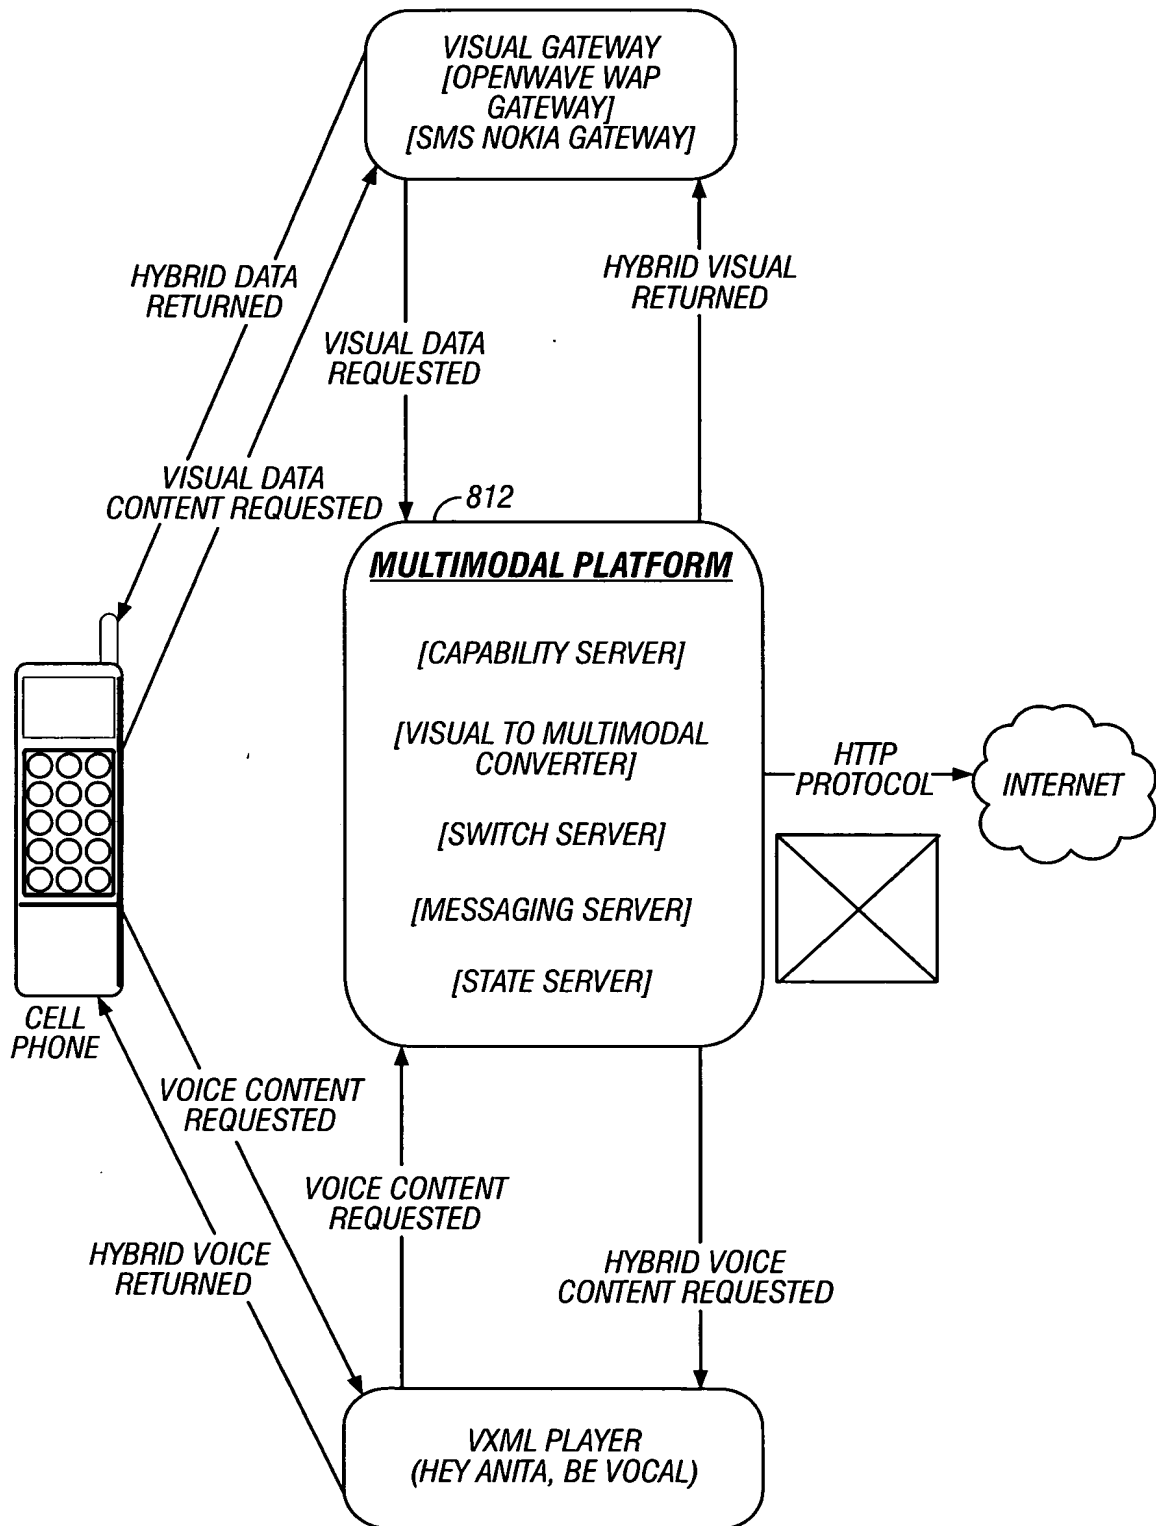 VISUAL GATEWAY
[OPENWAVE WAP
GATEWAY]
[SMS NOKIA GATEWAY]
HYBRID DATA
RETURNED
HYBRID VISUAL
RETURNED
VISUAL DATA
REQUESTED
VISUAL DATA
CONTENT REQUESTED
812
MULTIMODAL PLATFORM
[CAPABILITY SERVER]
[VISUAL TO MULTIMODAL
CONVERTER]
[SWITCH SERVER]
[MESSAGING SERVER]
[STATE SERVER]
HTTP
PROTOCOL
INTERNET
CELL
PHONE
VOICE CONTENT
REQUESTED
VOICE CONTENT
REQUESTED
HYBRID VOICE
RETURNED
HYBRID VOICE
CONTENT REQUESTED
VXML PLAYER
(HEY ANITA, BE VOCAL)